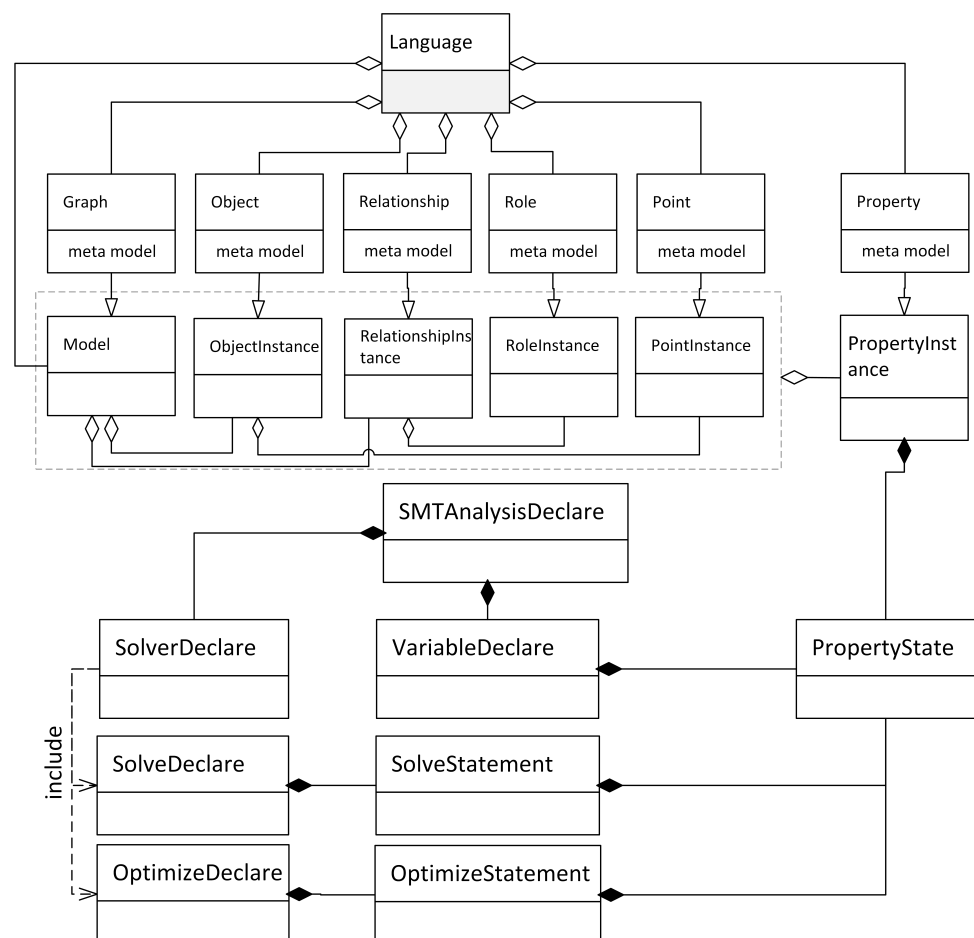 Language
Graph
meta model
Object
meta model
Relationship
meta model
Role
meta model
Point
meta model
Property
meta model
Model
ObjectInstance
RelationshipIns
tance
RoleInstance
PointInstance
PropertyInst
ance
SMTAnalysisDeclare
SolverDeclare
VariableDeclare
PropertyState
include
SolveDeclare
SolveStatement
OptimizeDeclare
OptimizeStatement